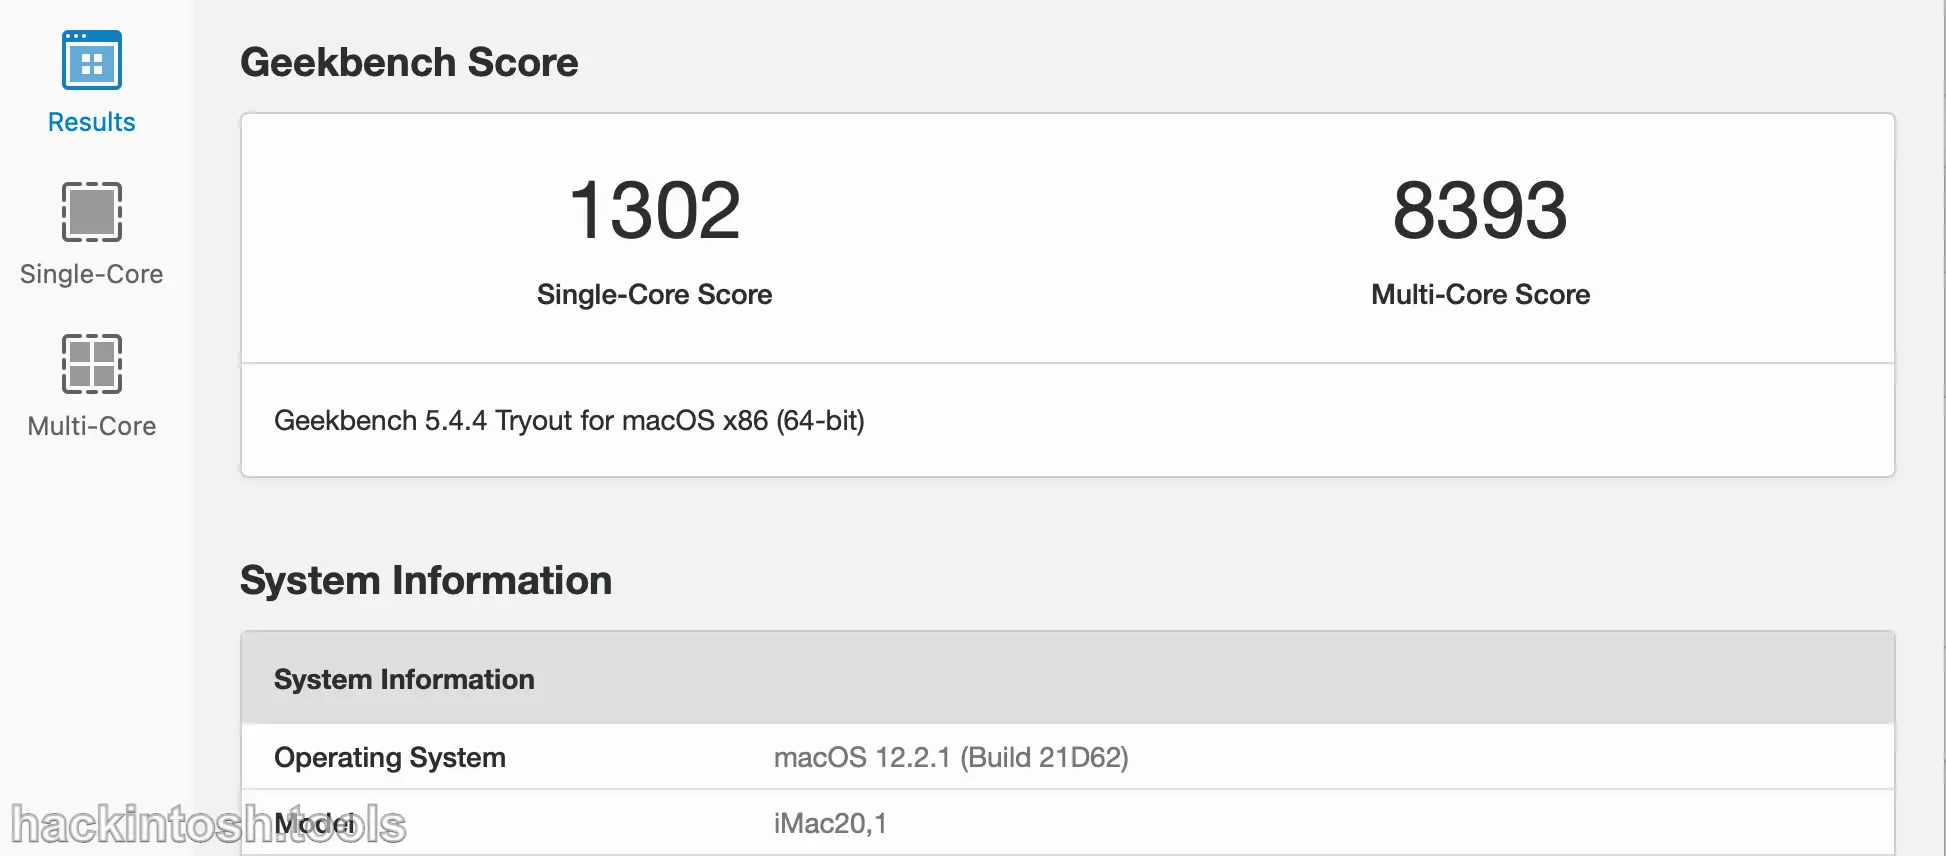 Results
Single-Core
Multi-Core
Geekbench Score
1302 8393
Single-Core Score Multi-Core Score
Geekbench 5.4.4 Tryout for macOS x86 (64-bit)
System Information
System Information
Operating System macOS 12.2.1 (Build 21D62)
Model iMac20,1
hackintosh.tools